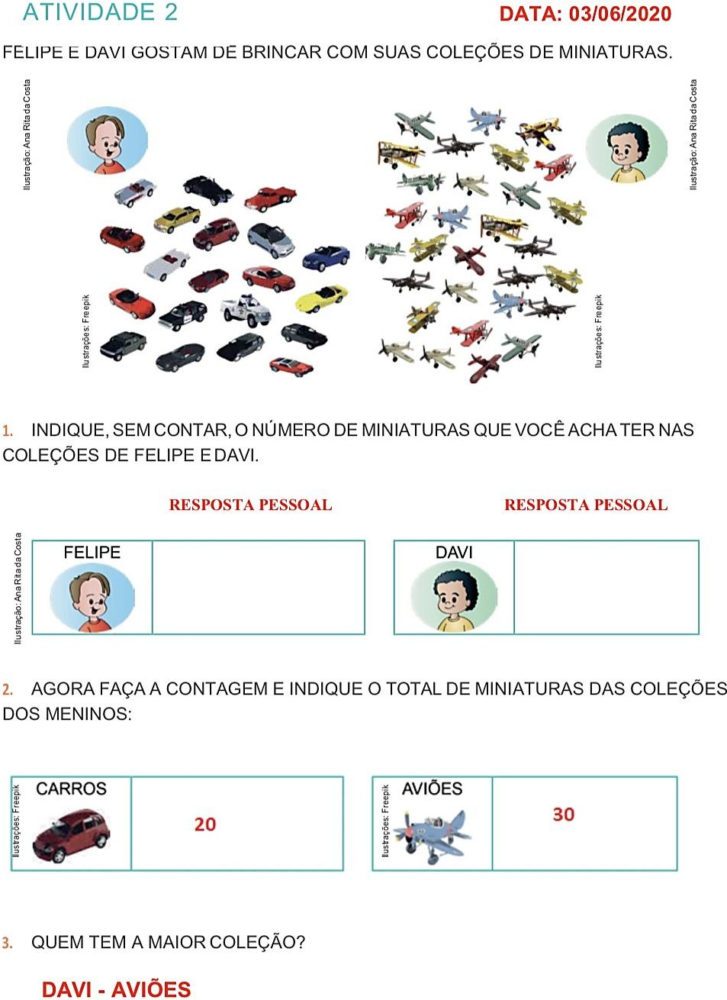 ATIVIDADE 2
DATA: 03/06/2020
FELIPE E DAVI GOSTAM DE BRINCAR COM SUAS COLEÇÕES DE MINIATURAS.
Ilustração: Ana Rita da Costa
Ilustração: Ana Rita da Costa
Ilustrações: Freepik
Ilustrações: Freepik
1. INDIQUE, SEM CONTAR, O NÚMERO DE MINIATURAS QUE VOCÊ ACHA TER NAS
COLEÇÕES DE FELIPE E DAVI.
RESPOSTA PESSOAL
RESPOSTA PESSOAL
Ilustração: Ana Rita da Costa
FELIPE
DAVI
2. AGORA FAÇA A CONTAGEM E INDIQUE O TOTAL DE MINIATURAS DAS COLEÇÕES
DOS MENINOS:
Ilustrações: Freepik
CARROS
20
Ilustrações: Freepik
AVIÕES
30
3. QUEM TEM A MAIOR COLEÇÃO?
DAVI - AVIÕES